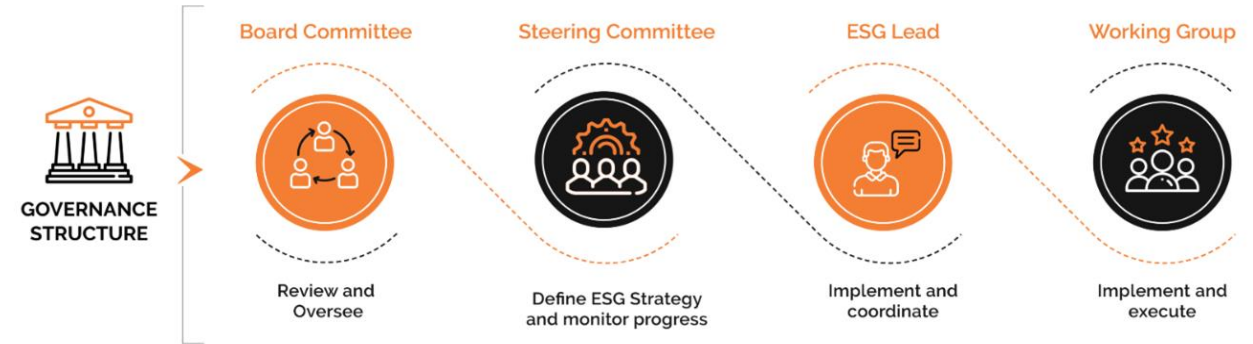 GOVERNANCE
STRUCTURE
Board Committee
Review and
Oversee
Steering Committee
Define ESG Strategy
and monitor progress
ESG Lead
Implement and
coordinate
Working Group
Implement and
execute